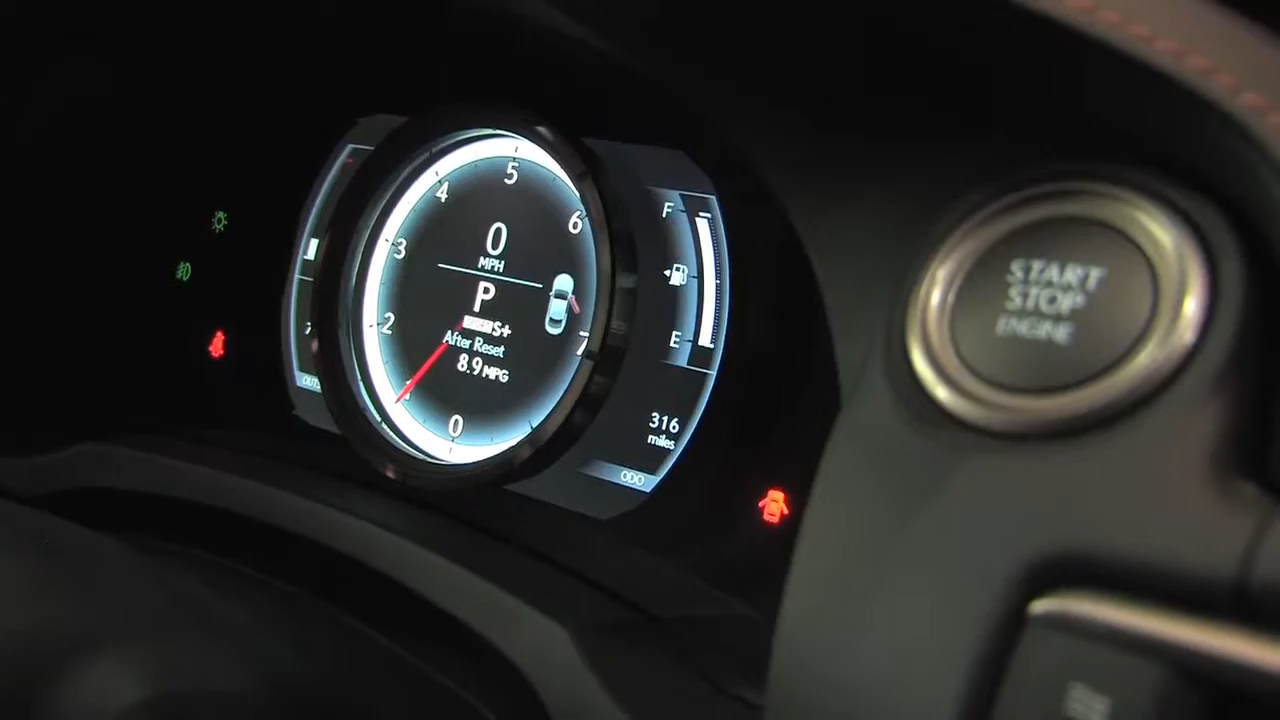 5
4
6
3
0
MPH
P
S+
2
7
After Reset
8.9 MPG
1
0
F
E
316
miles
ODO
START
STOP
ENGINE